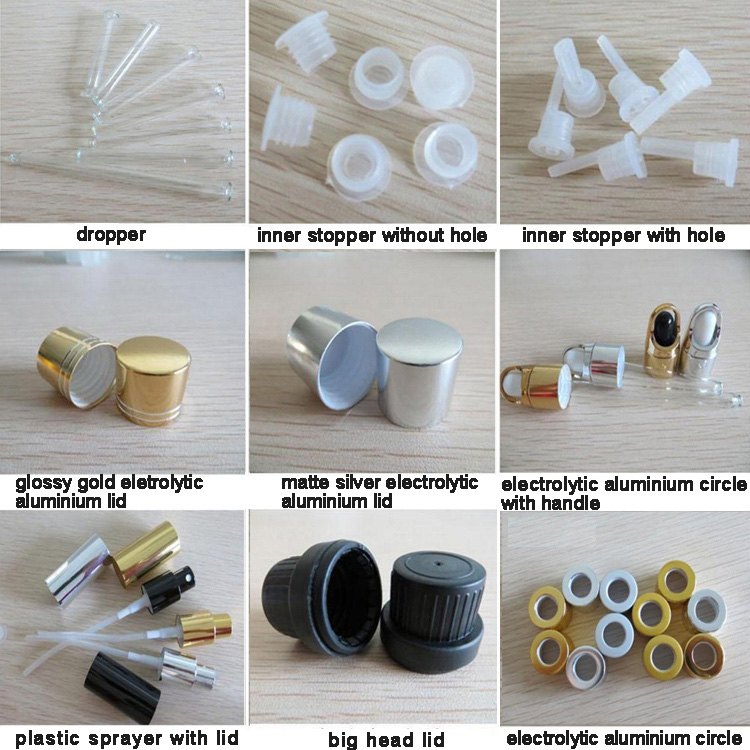 dropper
inner stopper without hole
inner stopper with hole
glossy gold eletrolytic
aluminium lid
matte silver electrolytic
aluminium lid
electrolytic aluminium circle
with handle
plastic sprayer with lid
big head lid
electrolytic aluminium circle